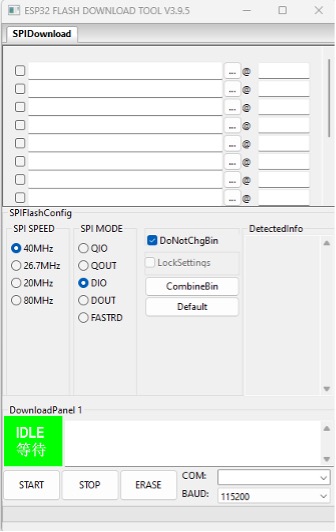 ESP32 FLASH DOWNLOAD TOOL V3.9.5
SPIDownload
... @
... @
... @
... @
... @
... @
... @
... @
SPIFlashConfig
SPI SPEED
40MHz
26.7MHz
20MHz
80MHz
SPI MODE
QIO
QOUT
DIO
DOUT
FASTRD
DoNotChgBin
LockSettings
CombineBin
Default
DetectedInfo
DownloadPanel 1
IDLE
等待
START
STOP
ERASE
COM:
BAUD: 115200